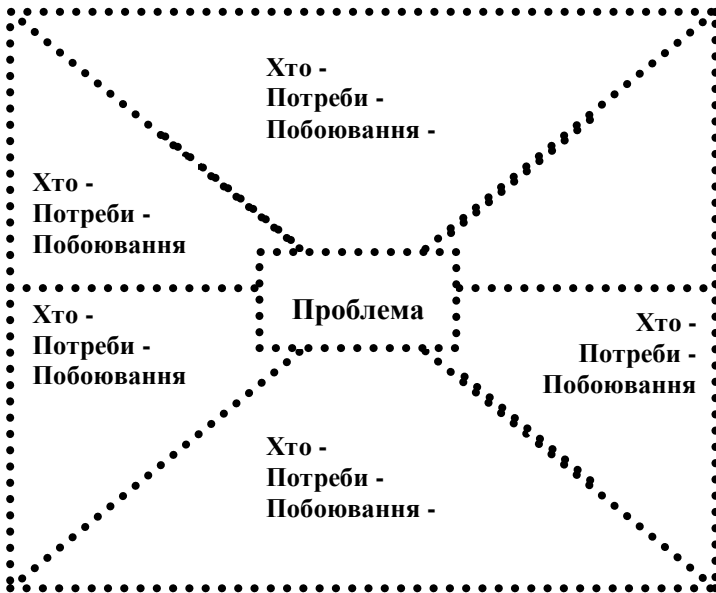 Хто -
Потреби -
Побоювання -
Хто -
Потреби -
Побоювання
Проблема
Хто -
Потреби -
Побоювання
Хто -
Потреби -
Побоювання
Хто -
Потреби -
Побоювання -